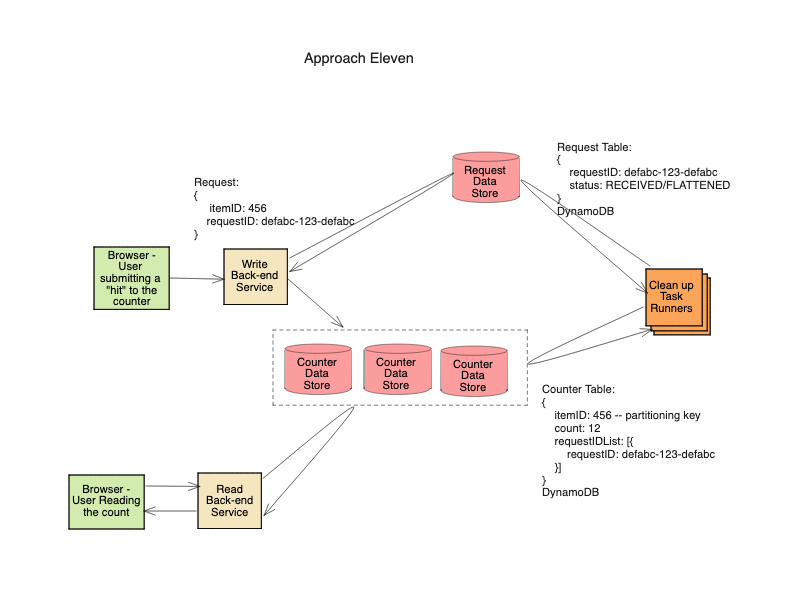 Approach Eleven
Request Table:
{
requestID: defabc-123-defabc
status: RECEIVED/FLATTENED
}
DynamoDB
Request
Data
Store
Request:
{
itemID: 456
requestID: defabc-123-defabc
}
Browser -
User
submitting a
"hit" to the
counter
Write
Back-end
Service
Clean up
Task
Runners
Counter
Data
Store
Counter
Data
Store
Counter
Data
Store
Counter Table:
{
itemID: 456 -- partitioning key
count: 12
requestIDList: [{
requestID: defabc-123-defabc
}]
}
DynamoDB
Browser -
User Reading
the count
Read
Back-end
Service